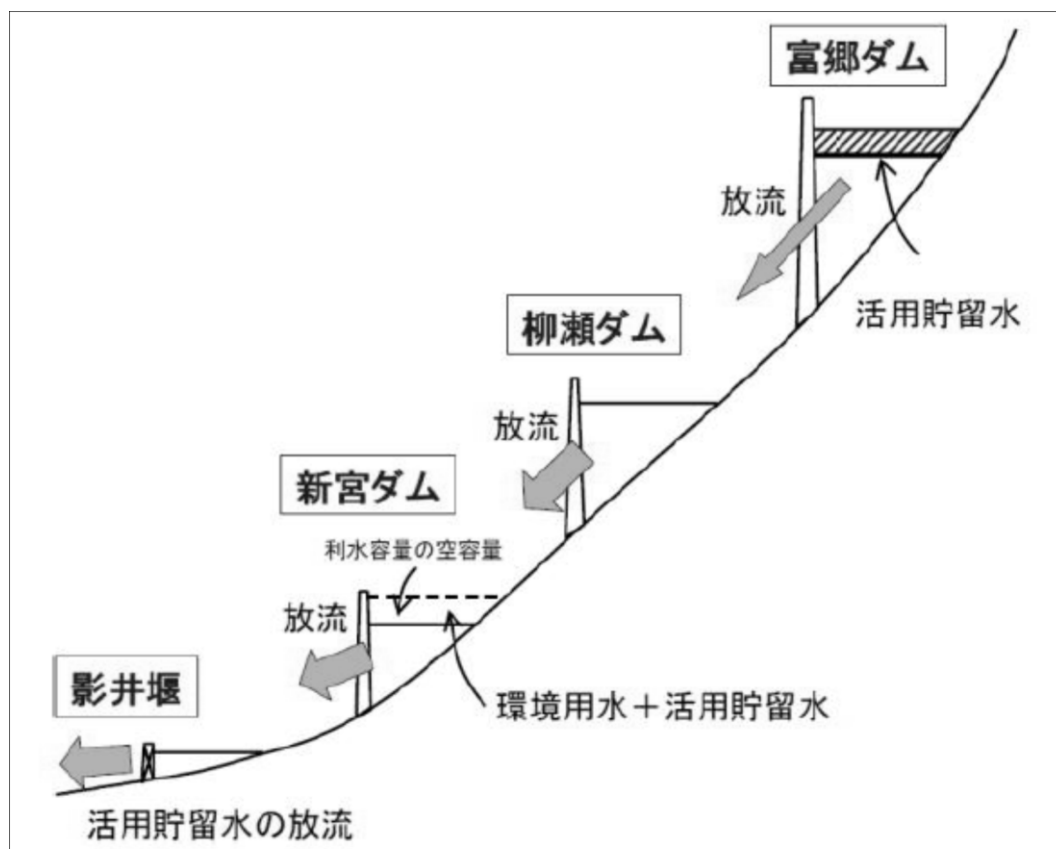 富郷ダム
放流
活用貯留水
柳瀬ダム
放流
新宮ダム
利水容量の空容量
放流
環境用水＋活用貯留水
影井堰
活用貯留水の放流